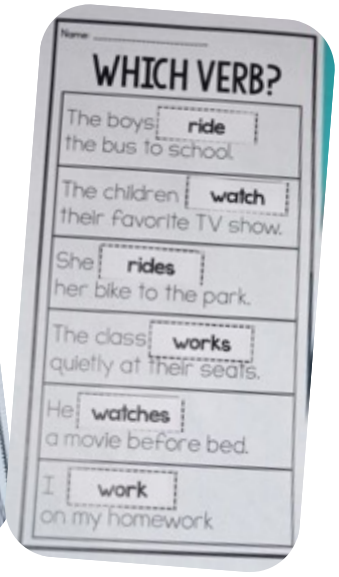 Name:
WHICH VERB?
The boys ride
the bus to school.
The children watch
their favorite TV show.
She rides
her bike to the park.
The class works
quietly at their seats.
He watches
a movie before bed.
I work
on my homework